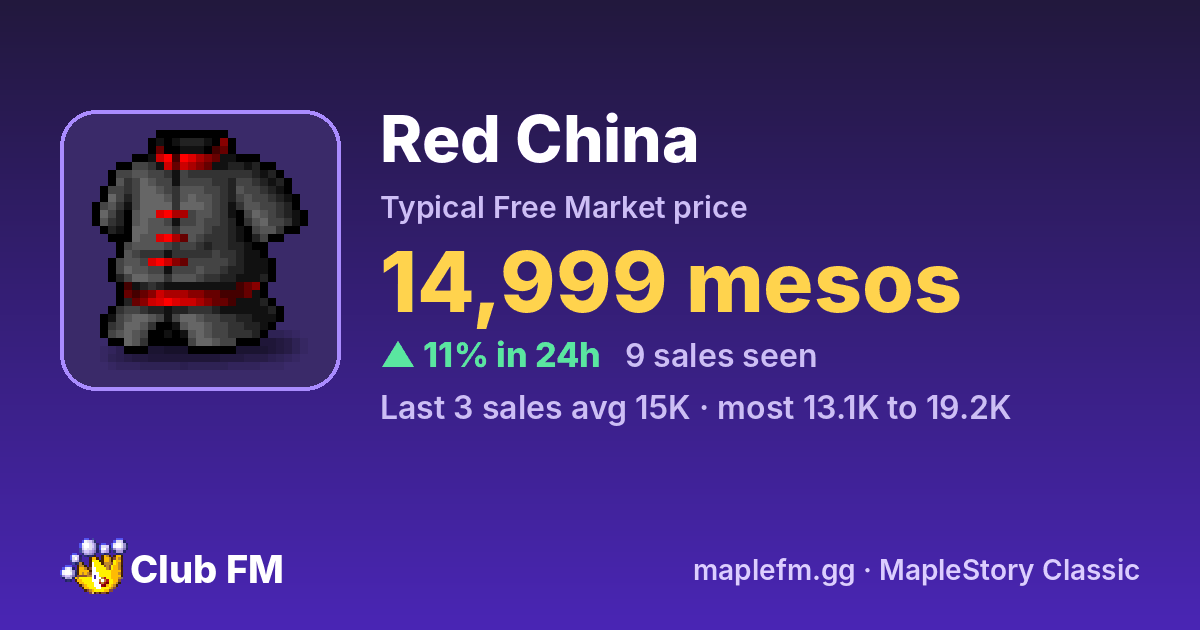 Red China
Typical Free Market price
14,999 mesos
▲ 11% in 24h 9 sales seen
Last 3 sales avg 15K · most 13.1K to 19.2K
Club FM
maplefm.gg · MapleStory Classic